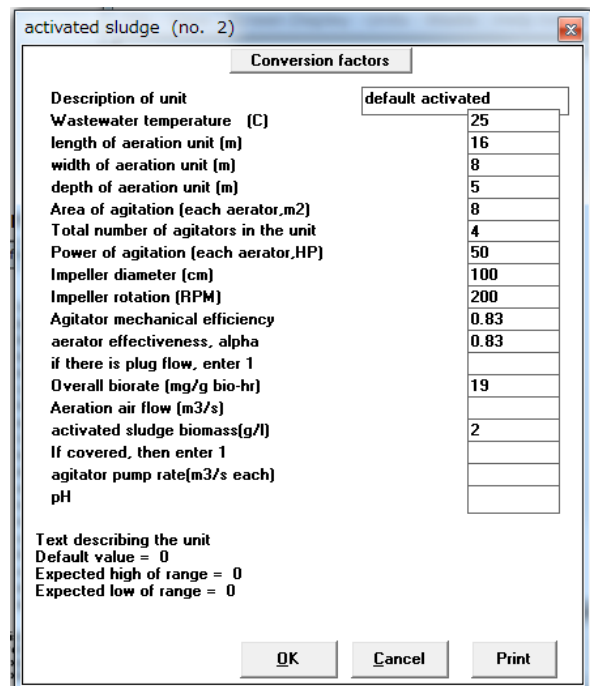 activated sludge (no. 2)
Conversion factors
Description of unit default activated
Wastewater temperature (C) 25
length of aeration unit (m) 16
width of aeration unit (m) 8
depth of aeration unit (m) 5
Area of agitation (each aerator,m2) 8
Total number of agitators in the unit 4
Power of agitation (each aerator,HP) 50
Impeller diameter (cm) 100
Impeller rotation (RPM) 200
Agitator mechanical efficiency 0.83
aerator effectiveness, alpha 0.83
if there is plug flow, enter 1
Overall biorate (mg/g bio-hr) 19
Aeration air flow (m3/s)
activated sludge biomass(g/l) 2
If covered, then enter 1
agitator pump rate(m3/s each)
pH
Text describing the unit
Default value = 0
Expected high of range = 0
Expected low of range = 0
OK Cancel Print